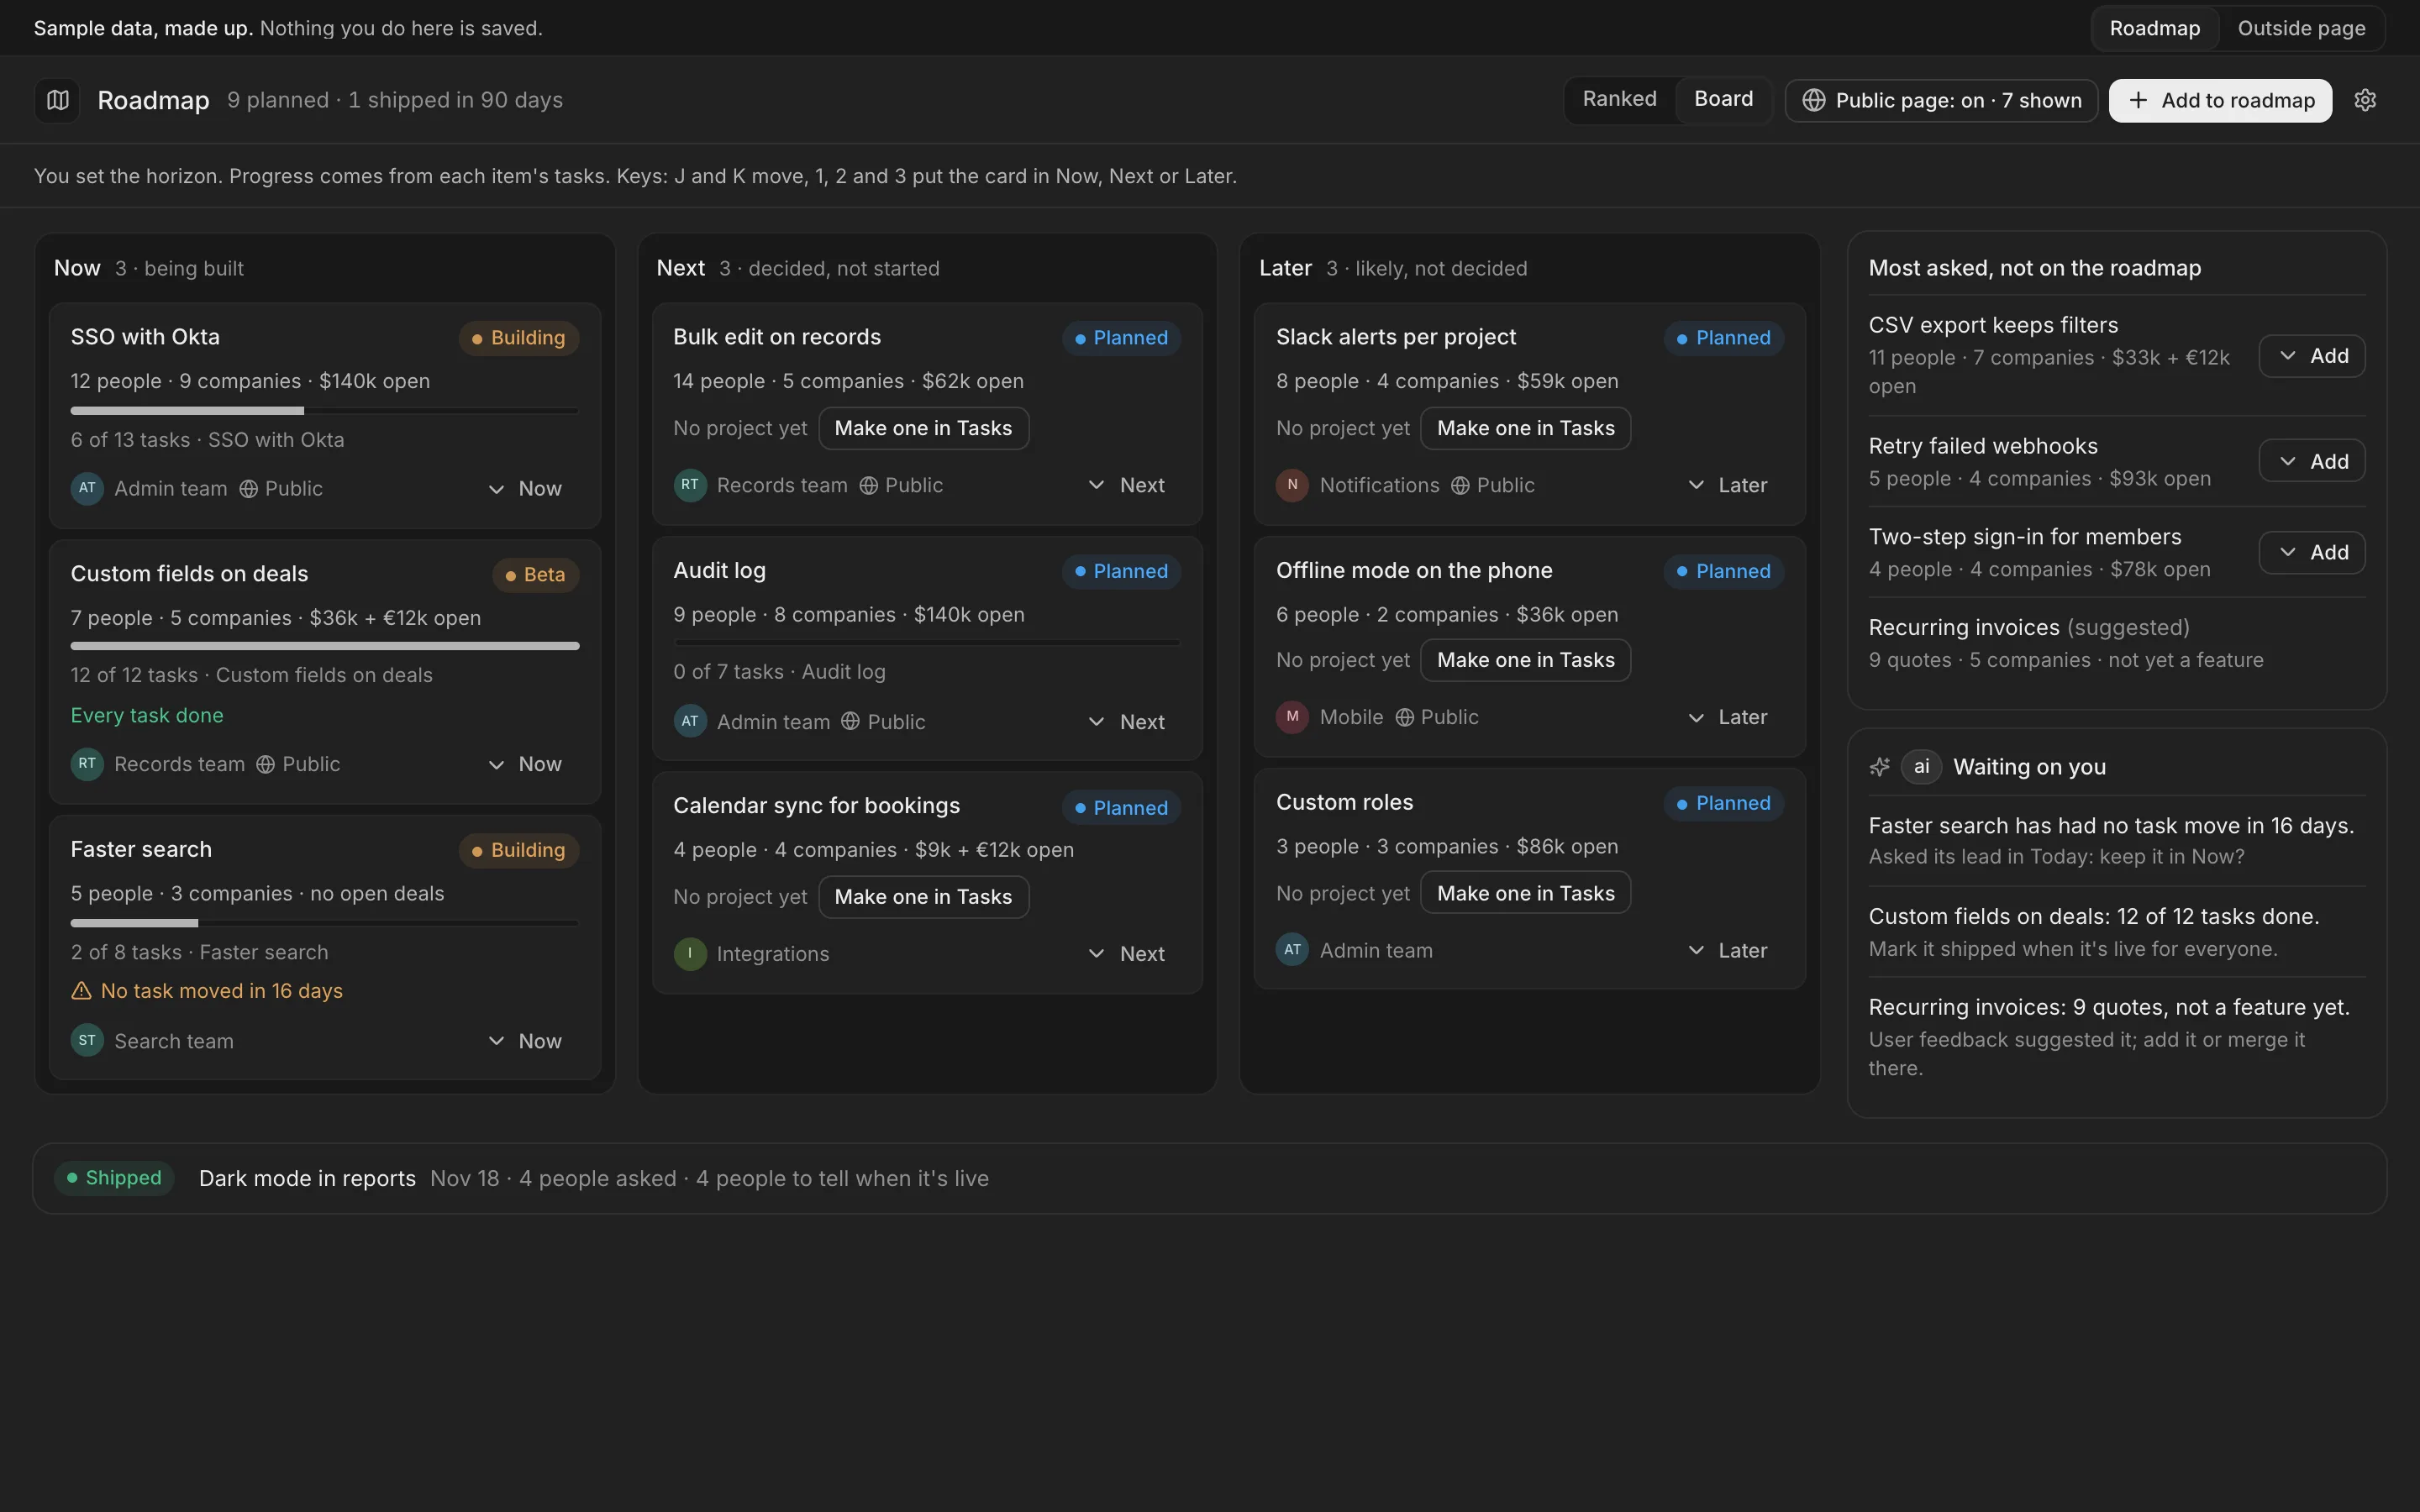 Sample data, made up. Nothing you do here is saved.
Roadmap
Outside page
Roadmap 9 planned · 1 shipped in 90 days
Ranked
Board
Public page: on · 7 shown
Add to roadmap
You set the horizon. Progress comes from each item's tasks. Keys: J and K move, 1, 2 and 3 put the card in Now, Next or Later.
Now 3 · being built
SSO with Okta
Building
12 people · 9 companies · $140k open
6 of 13 tasks · SSO with Okta
AT Admin team Public
Now
Custom fields on deals
Beta
7 people · 5 companies · $36k + €12k open
12 of 12 tasks · Custom fields on deals
Every task done
RT Records team Public
Now
Faster search
Building
5 people · 3 companies · no open deals
2 of 8 tasks · Faster search
No task moved in 16 days
ST Search team
Now
Next 3 · decided, not started
Bulk edit on records
Planned
14 people · 5 companies · $62k open
No project yet Make one in Tasks
RT Records team Public
Next
Audit log
Planned
9 people · 8 companies · $140k open
0 of 7 tasks · Audit log
AT Admin team Public
Next
Calendar sync for bookings
Planned
4 people · 4 companies · $9k + €12k open
No project yet Make one in Tasks
I Integrations
Next
Later 3 · likely, not decided
Slack alerts per project
Planned
8 people · 4 companies · $59k open
No project yet Make one in Tasks
N Notifications Public
Later
Offline mode on the phone
Planned
6 people · 2 companies · $36k open
No project yet Make one in Tasks
M Mobile Public
Later
Custom roles
Planned
3 people · 3 companies · $86k open
No project yet Make one in Tasks
AT Admin team
Later
Most asked, not on the roadmap
CSV export keeps filters
11 people · 7 companies · $33k + €12k
open
Add
Retry failed webhooks
5 people · 4 companies · $93k open
Add
Two-step sign-in for members
4 people · 4 companies · $78k open
Add
Recurring invoices (suggested)
9 quotes · 5 companies · not yet a feature
ai Waiting on you
Faster search has had no task move in 16 days.
Asked its lead in Today: keep it in Now?
Custom fields on deals: 12 of 12 tasks done.
Mark it shipped when it's live for everyone.
Recurring invoices: 9 quotes, not a feature yet.
User feedback suggested it; add it or merge it
there.
Shipped Dark mode in reports Nov 18 · 4 people asked · 4 people to tell when it's live